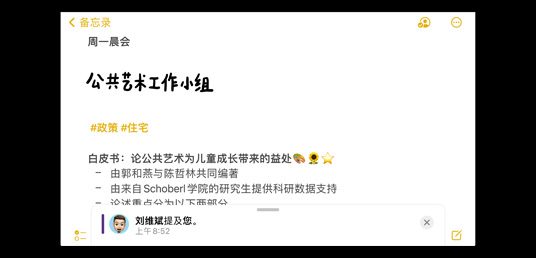 备忘录
周一晨会
公共艺术工作小组
#政策 #住宅
白皮书：论公共艺术为儿童成长带来的益处🎨🌻⭐
– 由郭和燕与陈哲林共同编著
– 由来自Schoberl学院的研究生提供科研数据支持
– 论述重点分为以下两部分
刘维斌提及您。
上午8:52